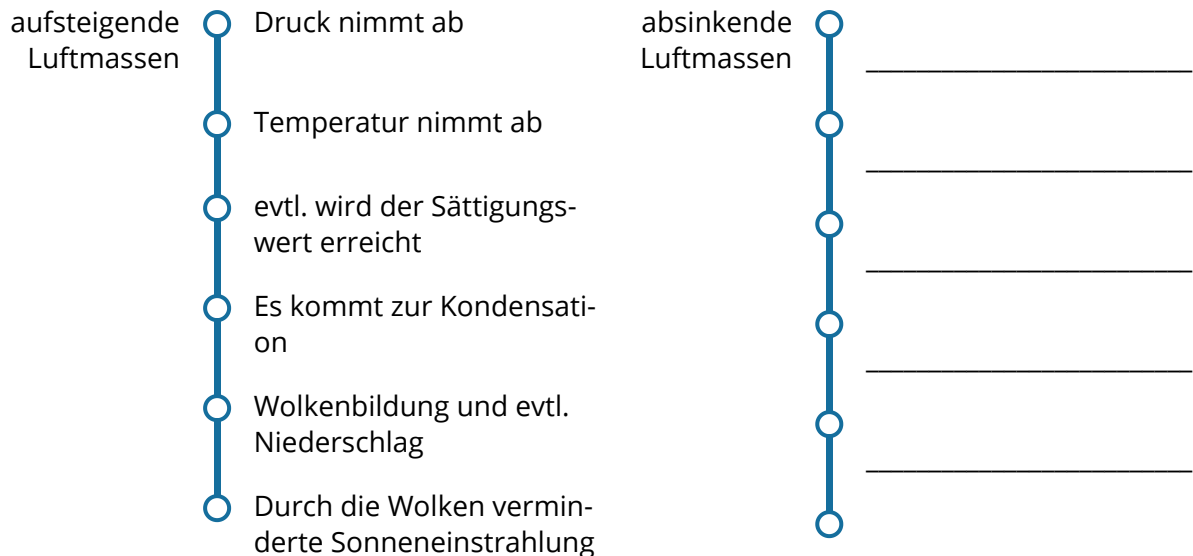 aufsteigende
Luftmassen
Druck nimmt ab
Temperatur nimmt ab
evtl. wird der Sättigungs-
wert erreicht
Es kommt zur Kondensati-
on
Wolkenbildung und evtl.
Niederschlag
Durch die Wolken vermin-
derte Sonneneinstrahlung
absinkende
Luftmassen